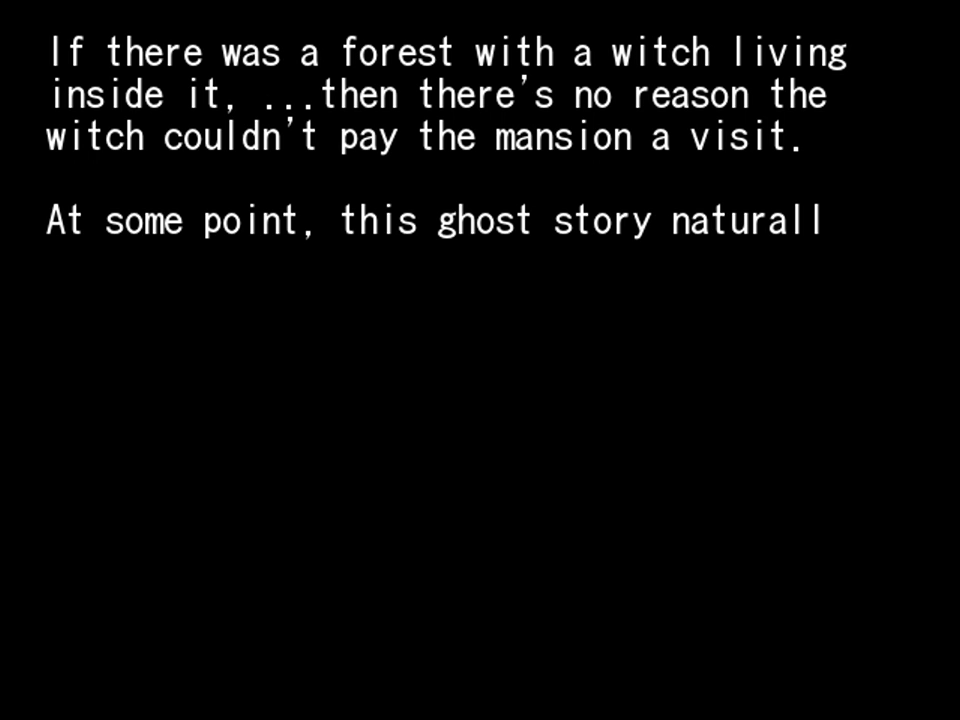 If there was a forest with a witch living
inside it, ...then there's no reason the
witch couldn't pay the mansion a visit.
At some point, this ghost story naturall